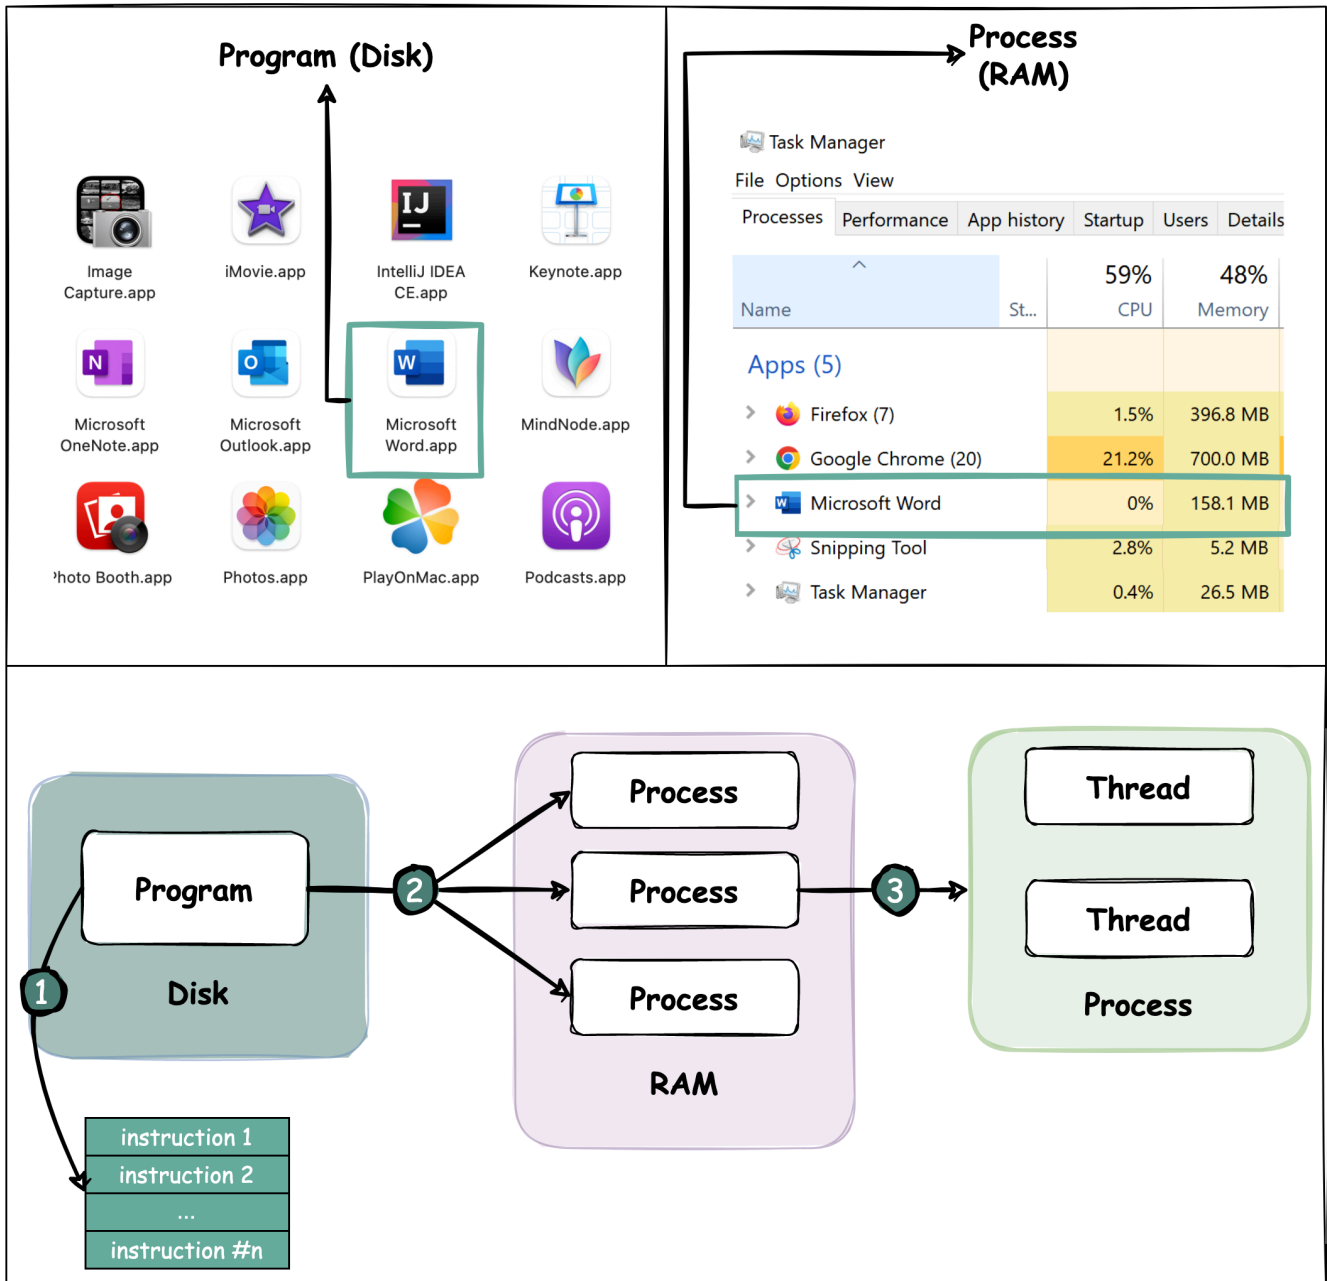 Program (Disk)
Image
Capture.app
iMovie.app
IJ
IntelliJ IDEA
CE.app
Keynote.app
N
Microsoft
OneNote.app
O
Microsoft
Outlook.app
W
Microsoft
Word.app
MindNode.app
Photo Booth.app
Photos.app
PlayOnMac.app
Podcasts.app
Process
(RAM)
Task Manager
File Options View
Processes Performance App history Startup Users Details
59% 48%
Name St... CPU Memory
Apps (5)
Firefox (7) 1.5% 396.8 MB
Google Chrome (20) 21.2% 700.0 MB
W Microsoft Word 0% 158.1 MB
Snipping Tool 2.8% 5.2 MB
Task Manager 0.4% 26.5 MB
Program
Disk
1
instruction 1
instruction 2
...
instruction #n
2
Process
Process
Process
RAM
3
Thread
Thread
Process